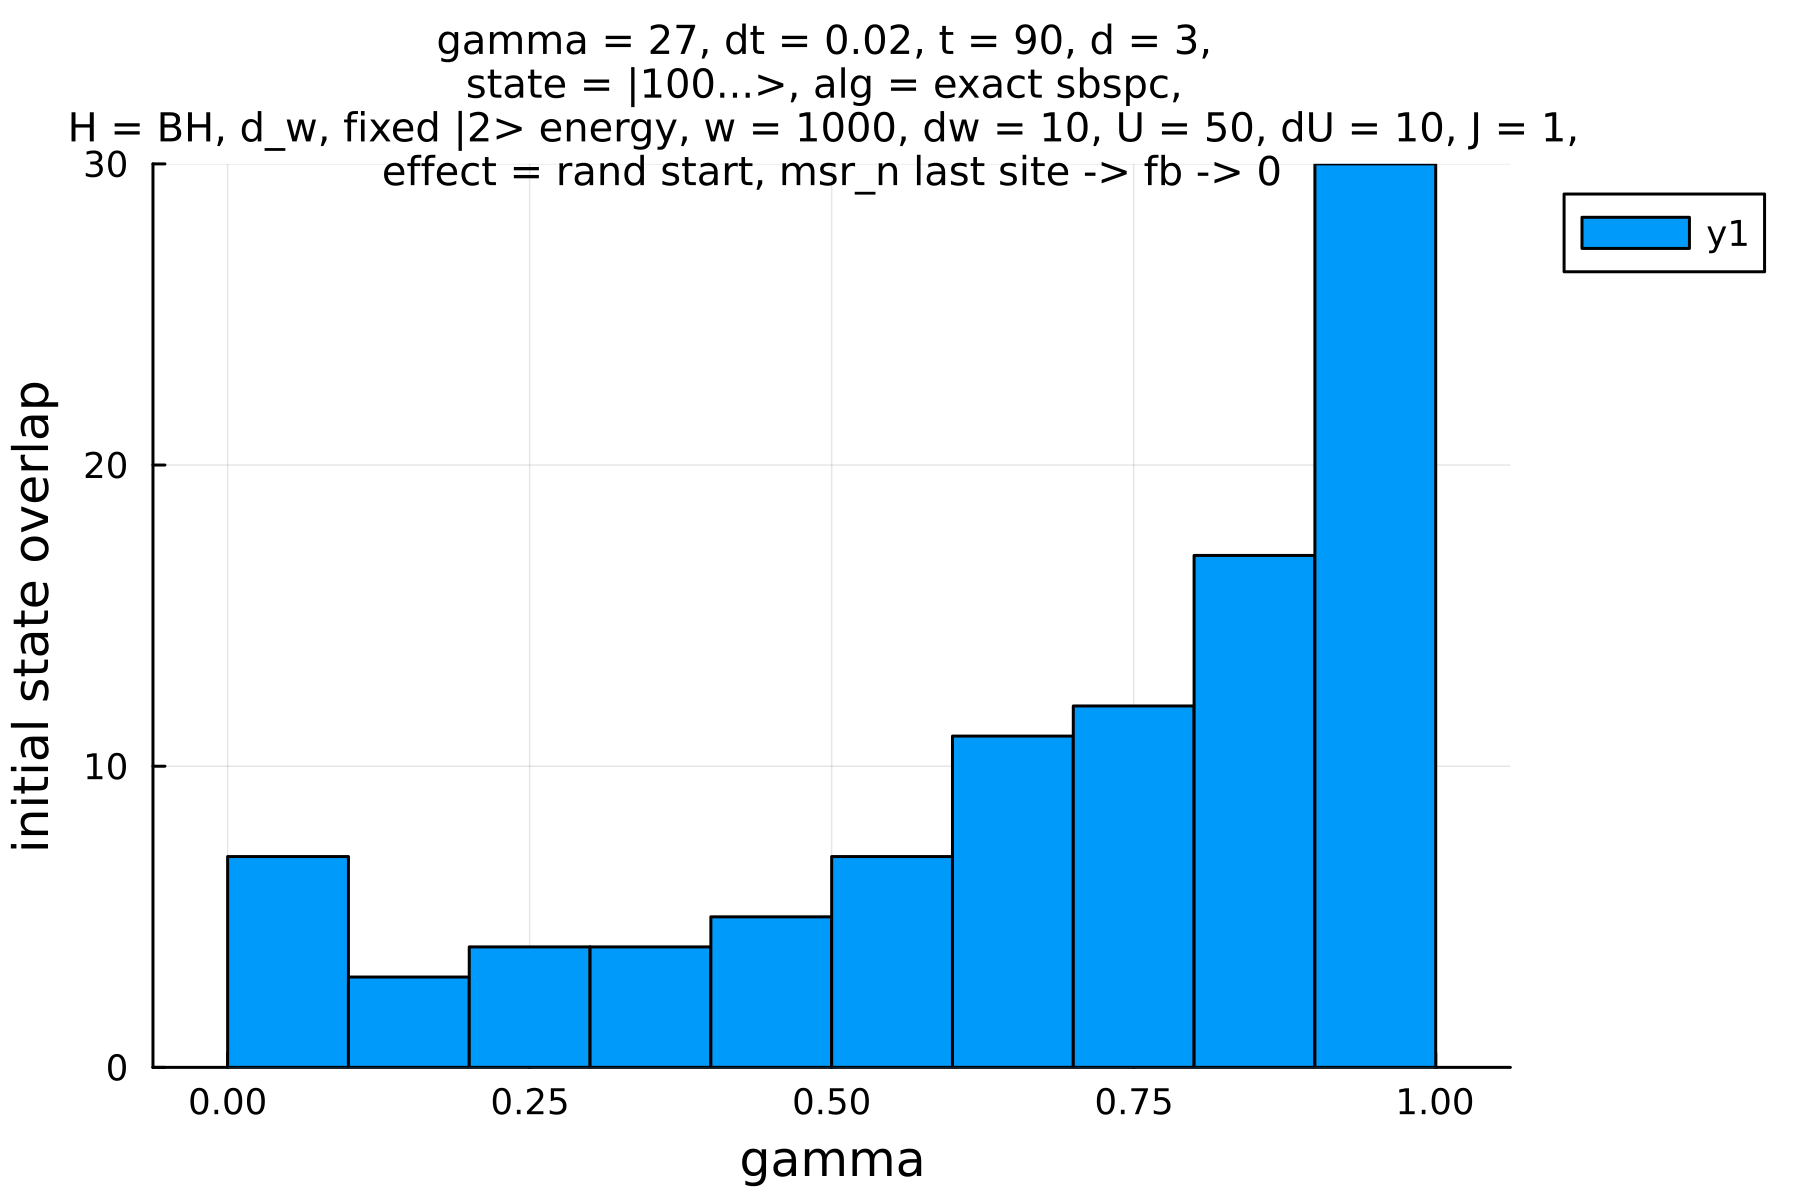 gamma = 27, dt = 0.02, t = 90, d = 3,
state = |100...>, alg = exact sbspc,
H = BH, d_w, fixed |2> energy, w = 1000, dw = 10, U = 50, dU = 10, J = 1,
effect = rand start, msr_n last site -> fb -> 0
30
20
10
0
initial state overlap
y1
0.00 0.25 0.50 0.75 1.00
gamma